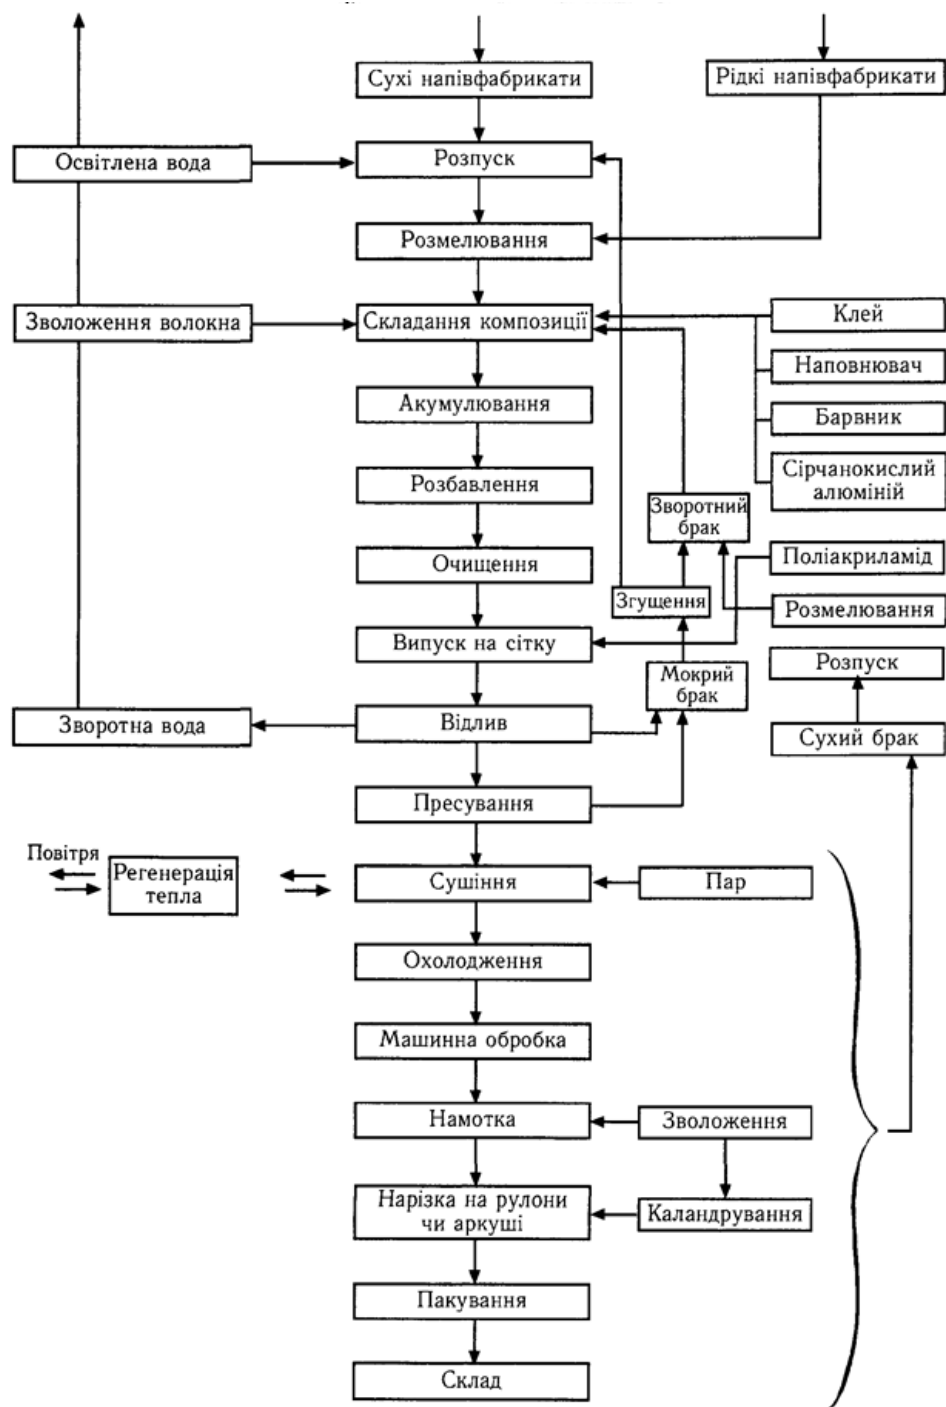 Сухі напівфабрикати
Рідкі напівфабрикати
Освітлена вода
Розпуск
Розмелювання
Зволоження волокна
Складання композиції
Клей
Наповнювач
Акумулювання
Барвник
Розбавлення
Сірчанокислий
алюміній
Зворотний
брак
Очищення
Поліакриламід
Згущення
Розмелювання
Випуск на сітку
Розпуск
Мокрий
брак
Зворотна вода
Відлив
Сухий брак
Пресування
Повітря
Регенерація
тепла
Сушіння
Пар
Охолодження
Машинна обробка
Намотка
Зволоження
Нарізка на рулони
чи аркуші
Каландрування
Пакування
Склад